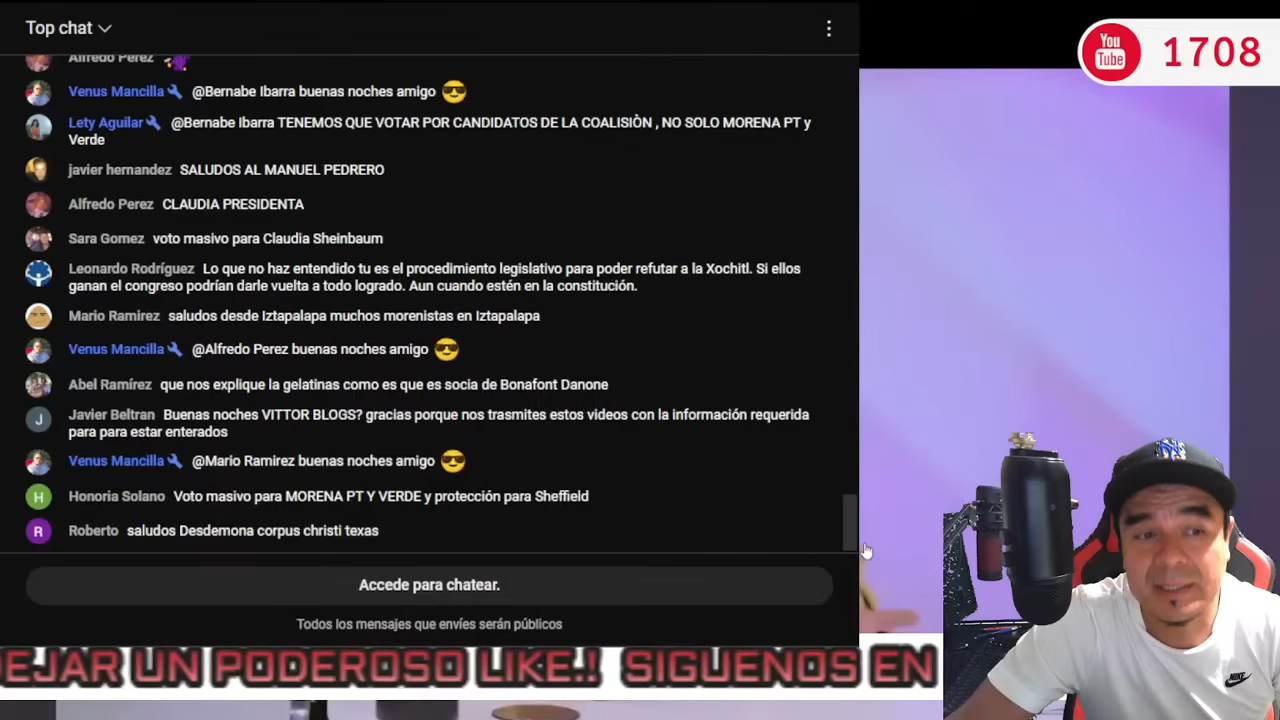 Top chat
Alfredo Perez
Venus Mancilla @Bernabe Ibarra buenas noches amigo
Lety Aguilar @Bernabe Ibarra TENEMOS QUE VOTAR POR CANDIDATOS DE LA COALISIÒN , NO SOLO MORENA PT y
Verde
javier hernandez SALUDOS AL MANUEL PEDRERO
Alfredo Perez CLAUDIA PRESIDENTA
Sara Gomez voto masivo para Claudia Sheinbaum
Leonardo Rodríguez Lo que no haz entendido tu es el procedimiento legislativo para poder refutar a la Xochitl. Si ellos
ganan el congreso podrían darle vuelta a todo logrado. Aun cuando estén en la constitución.
Mario Ramirez saludos desde Iztapalapa muchos morenistas en Iztapalapa
Venus Mancilla @Alfredo Perez buenas noches amigo
Abel Ramírez que nos explique la gelatinas como es que es socia de Bonafont Danone
J Javier Beltran Buenas noches VITTOR BLOGS? gracias porque nos trasmites estos videos con la información requerida
para para estar enterados
Venus Mancilla @Mario Ramirez buenas noches amigo
H Honoria Solano Voto masivo para MORENA PT Y VERDE y protección para Sheffield
R Roberto saludos Desdemona corpus christi texas
Accede para chatear.
Todos los mensajes que envíes serán públicos
You
Tube
1708
EJAR UN PODEROSO LIKE.! SIGUENOS EN
NY
NIKE